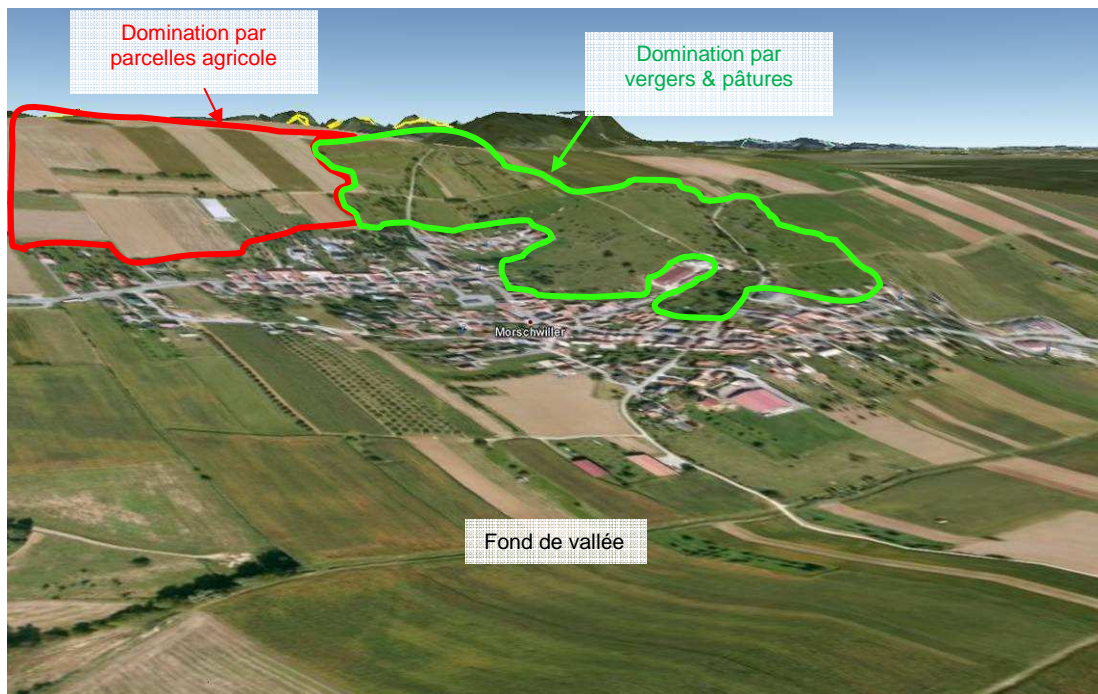 Domination par
parcelles agricole
Domination par
vergers & pâtures
Morschwiller
Fond de vallée